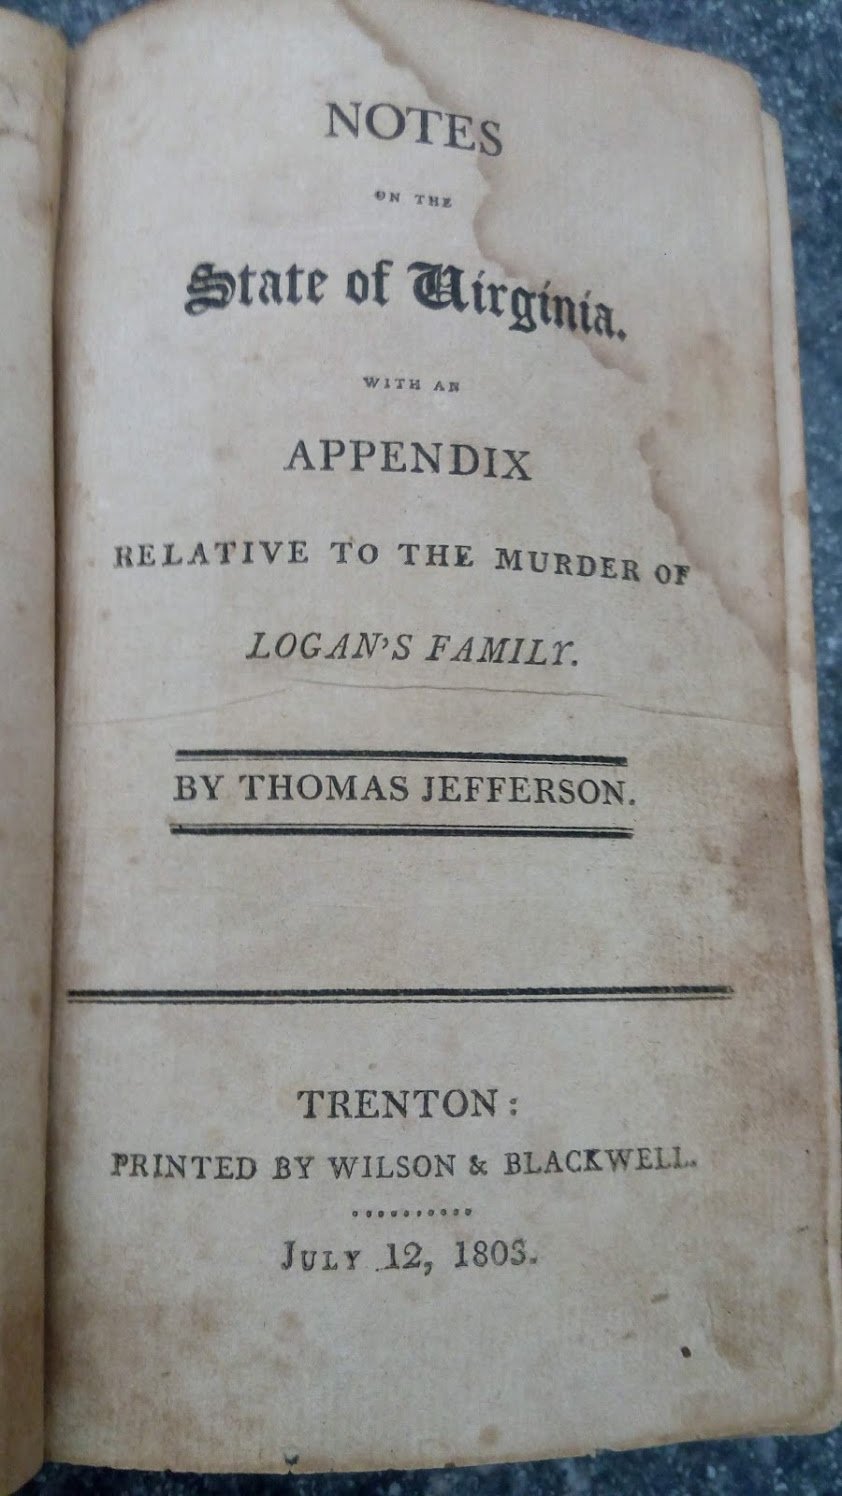 NOTES
ON THE
State of Virginia.
WITH AN
APPENDIX
RELATIVE TO THE MURDER OF
LOGAN'S FAMILY.
BY THOMAS JEFFERSON.
TRENTON:
PRINTED BY WILSON & BLACKWELL.
JULY 12, 1803.